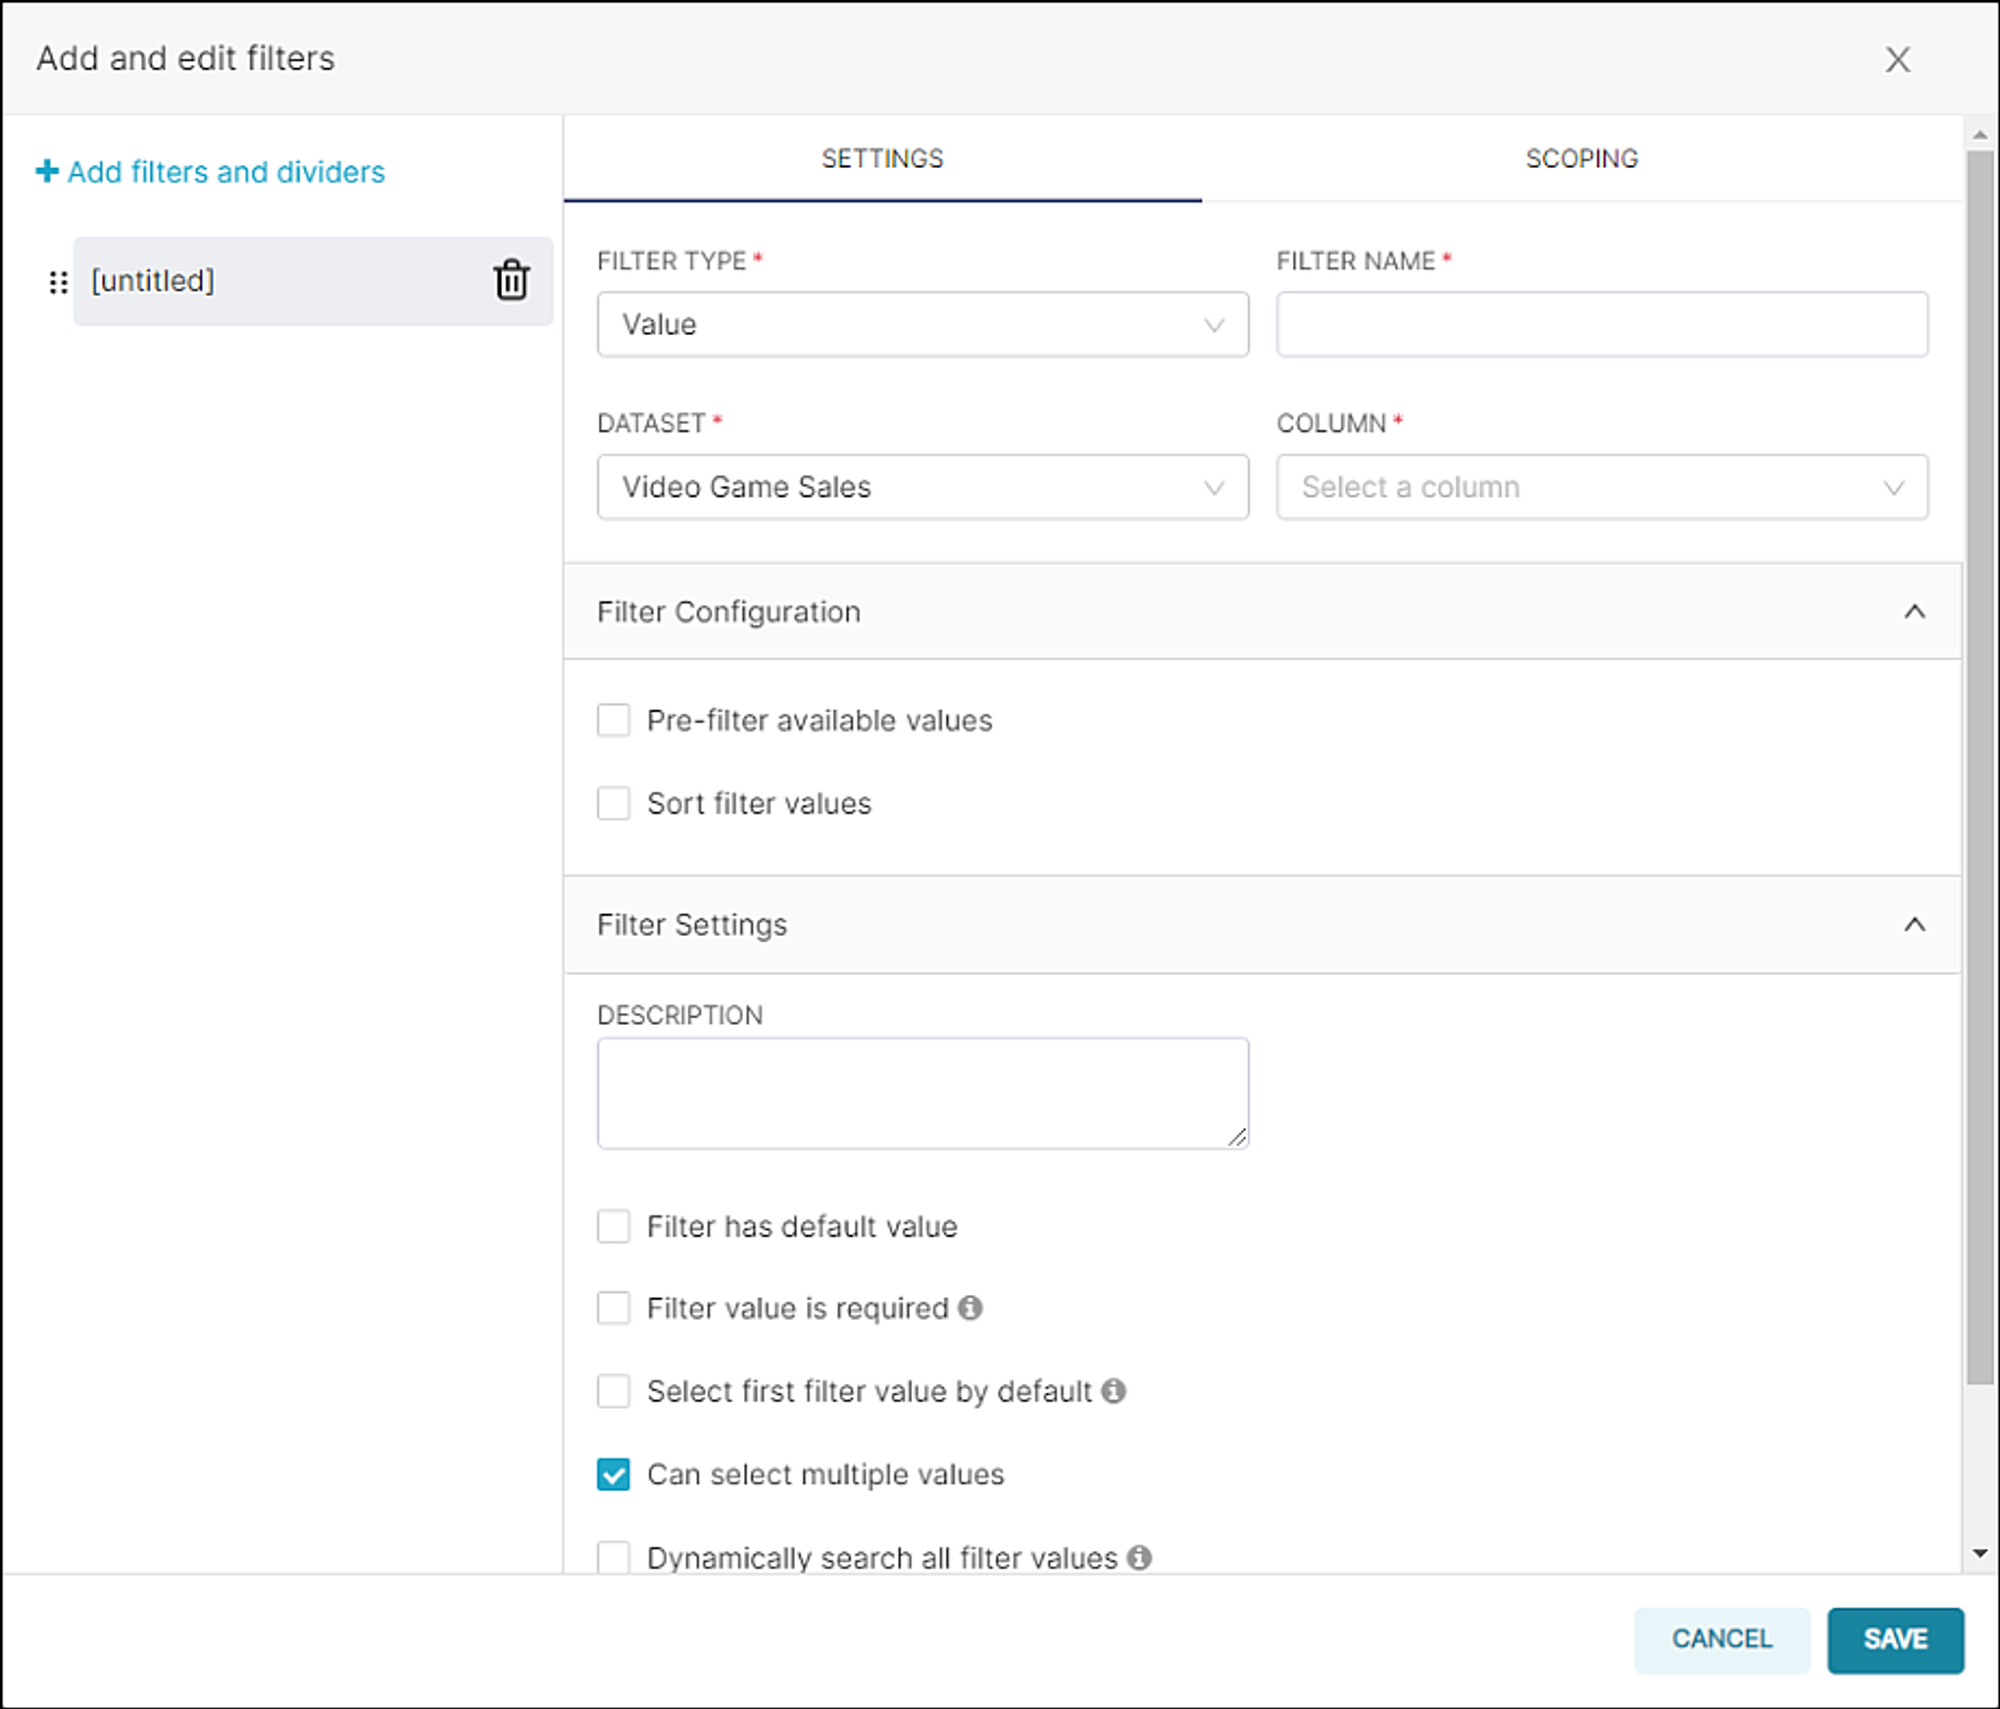 Add and edit filters
X
+ Add filters and dividers
[untitled]
SETTINGS
SCOPING
FILTER TYPE *
FILTER NAME *
Value
DATASET *
COLUMN *
Video Game Sales
Select a column
Filter Configuration
Pre-filter available values
Sort filter values
Filter Settings
DESCRIPTION
Filter has default value
Filter value is required
Select first filter value by default
Can select multiple values
Dynamically search all filter values
CANCEL
SAVE